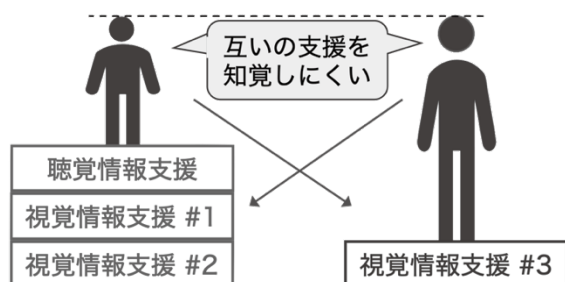 互いの支援を
知覚しにくい
聴覚情報支援
視覚情報支援 #1
視覚情報支援 #2
視覚情報支援 #3